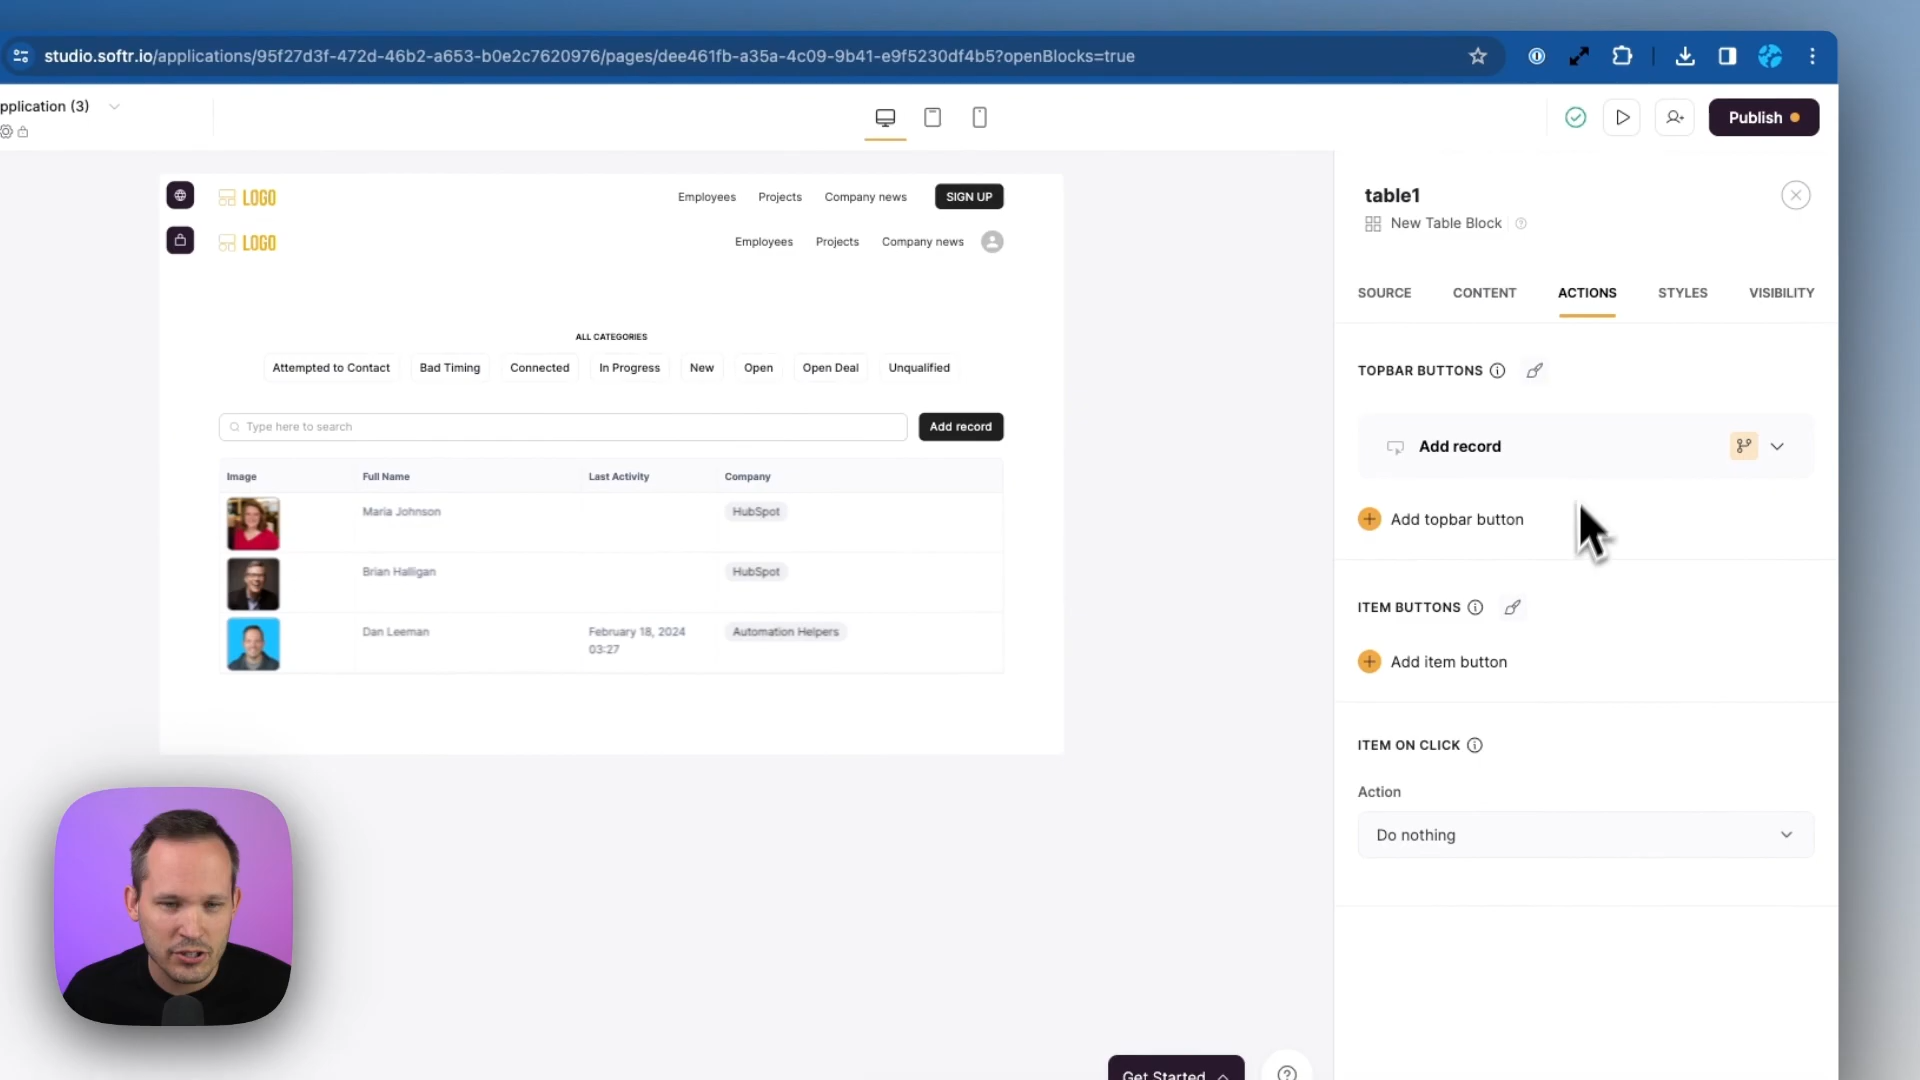 studio.softr.io/applications/95f27d3f-472d-46b2-a653-b0e2c7620976/pages/dee461fb-a35a-4c09-9b41-e9f5230df4b5?openBlocks=true
pplication (3)
Publish
LOGO
Employees Projects Company news SIGN UP
LOGO
Employees Projects Company news
ALL CATEGORIES
Attempted to Contact Bad Timing Connected In Progress New Open Open Deal Unqualified
Type here to search Add record
Image Full Name Last Activity Company
Maria Johnson HubSpot
Brian Halligan HubSpot
Dan Leeman February 18, 2024 Automation Helpers
03:27
table1
New Table Block
SOURCE CONTENT ACTIONS STYLES VISIBILITY
TOPBAR BUTTONS
Add record
Add topbar button
ITEM BUTTONS
Add item button
ITEM ON CLICK
Action
Do nothing
Get Started